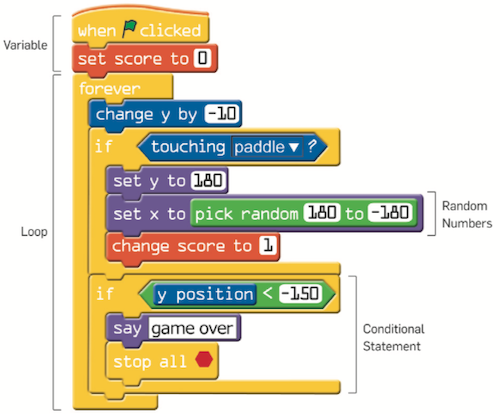 when clicked
Variable
set score to 0
forever
change y by -10
if touching paddle ?
set y to 180
set x to pick random 180 to -180
Random
Numbers
change score to 1
Loop
if y position < -150
say game over
Conditional
Statement
stop all